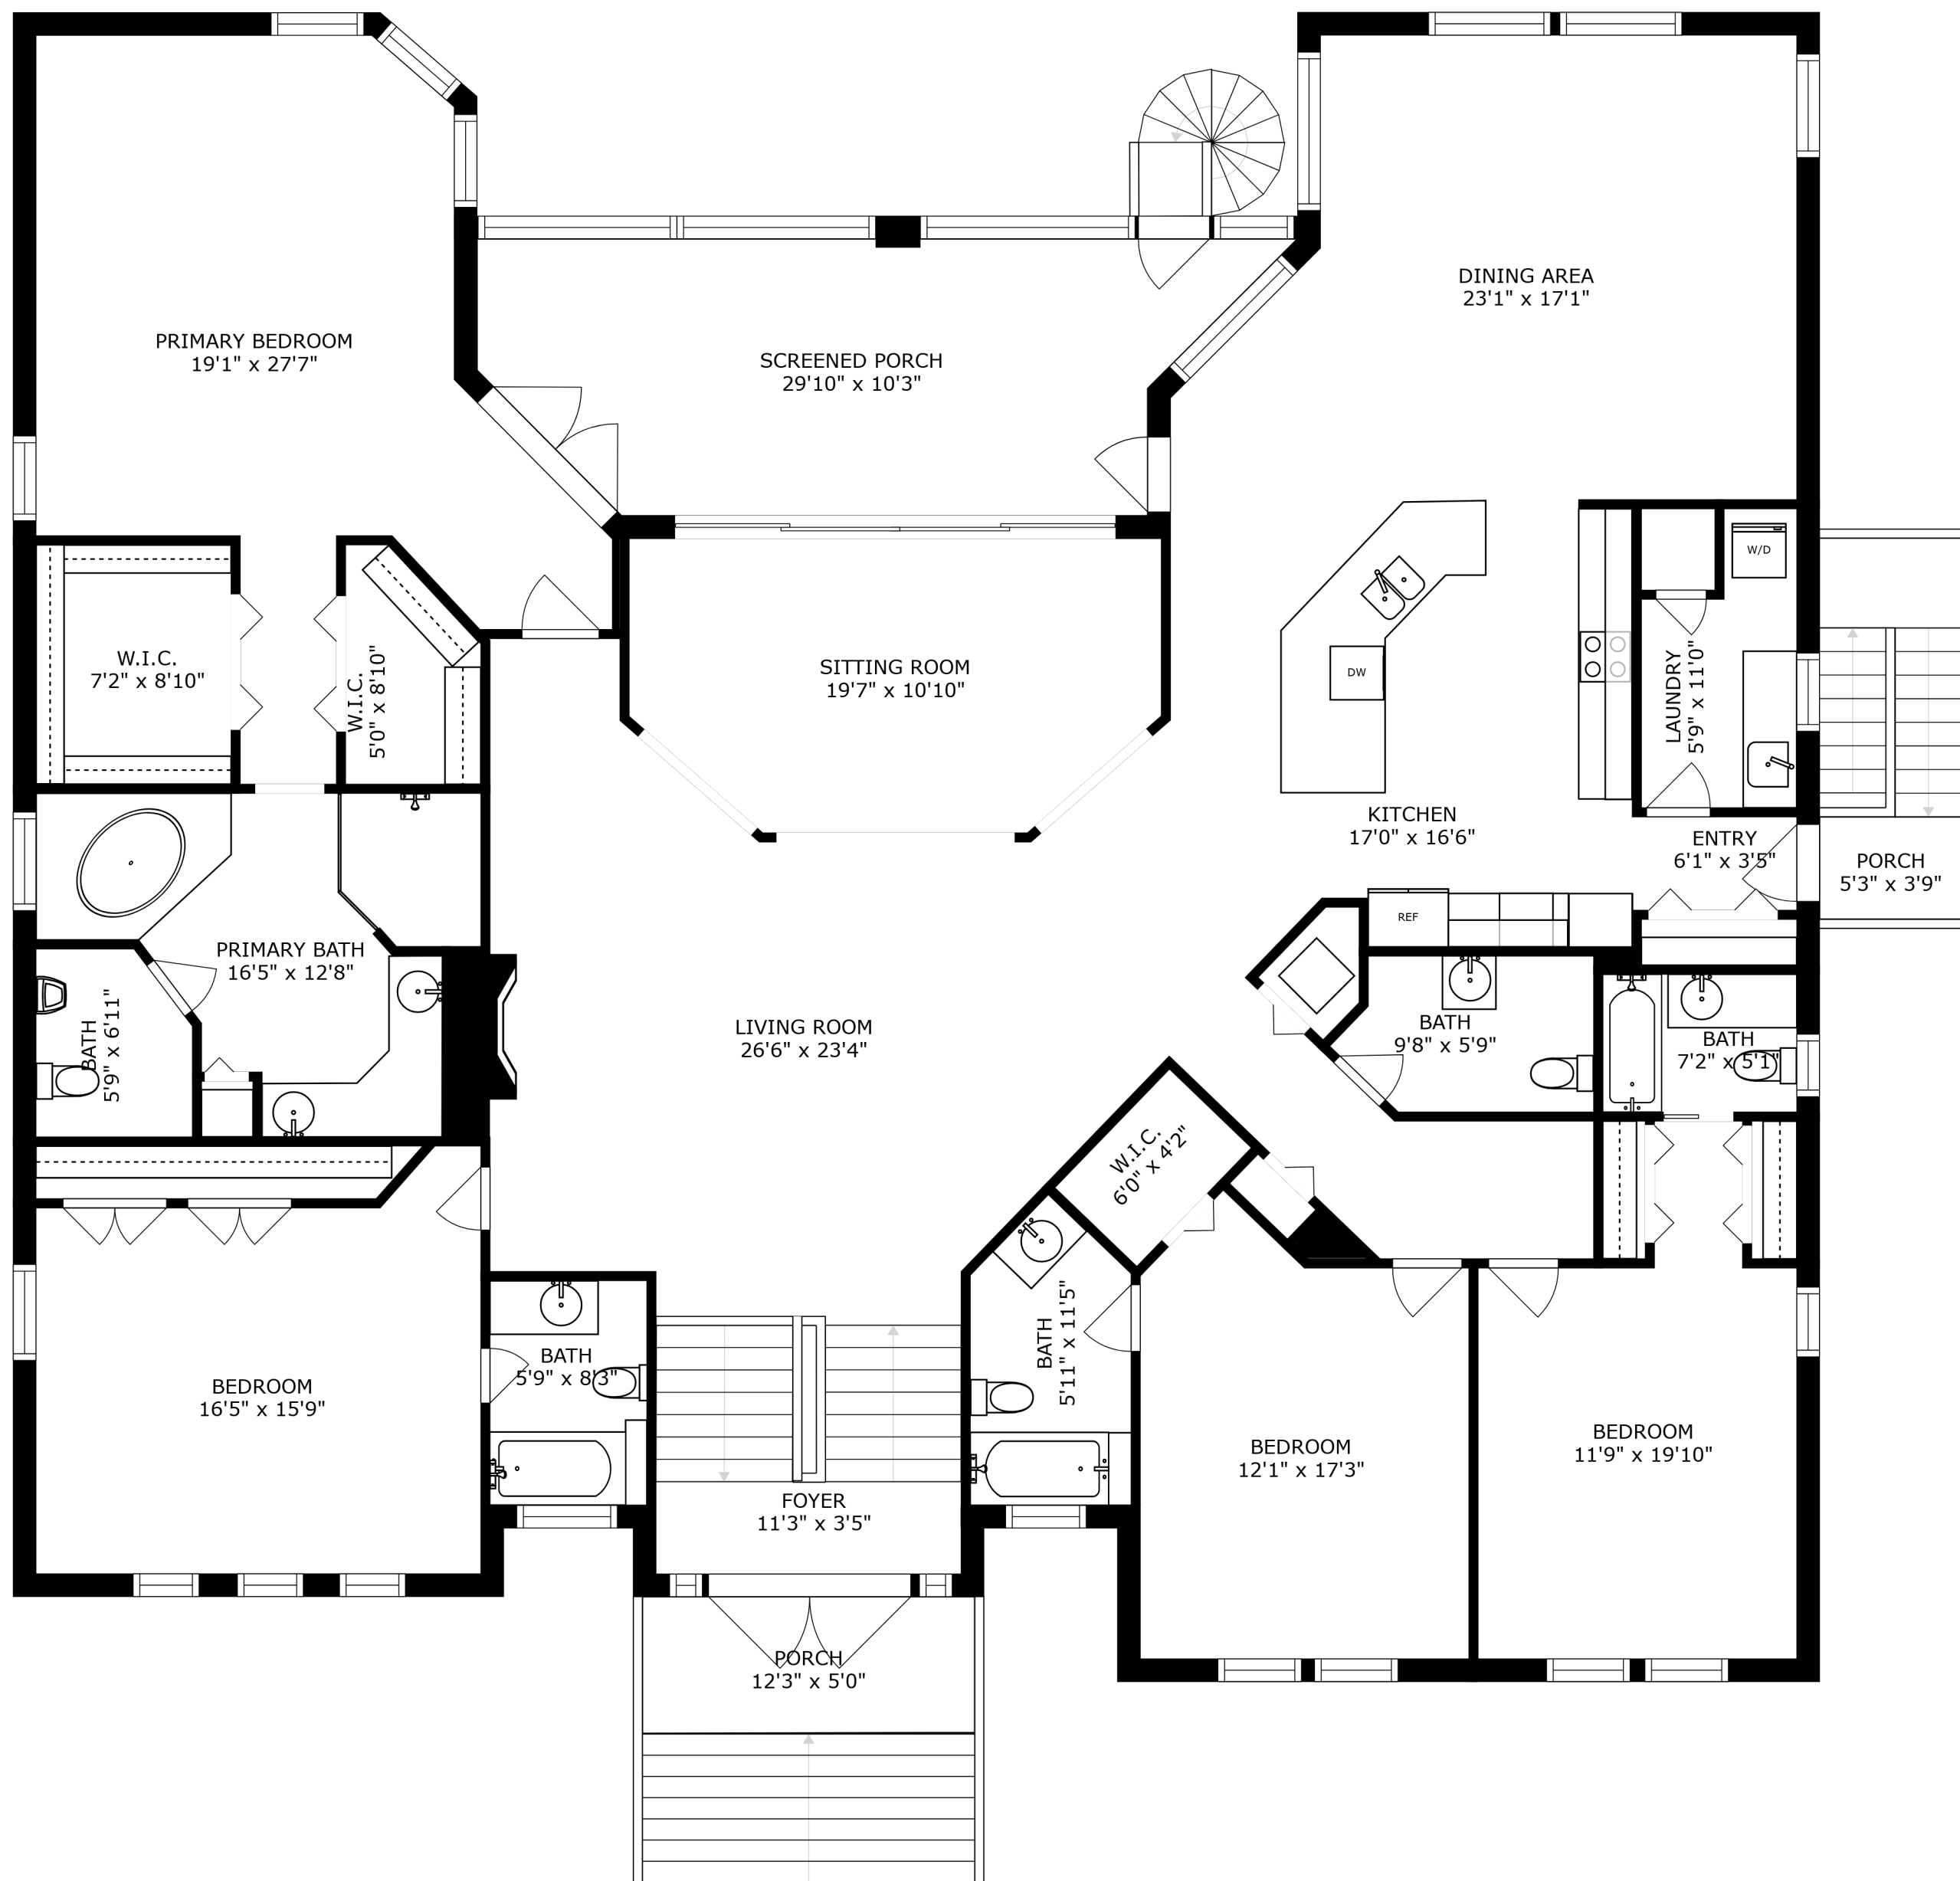 DINING AREA
23'1" x 17'1"
PRIMARY BEDROOM
19'1" x 27'7"
SCREENED PORCH
29'10" x 10'3"
W/D
W.I.C.
7'2" x 8'10"
W.I.C.
5'0" x 8'10"
SITTING ROOM
19'7" x 10'10"
DW
LAUNDRY
5'9" x 11'0"
KITCHEN
17'0" x 16'6"
ENTRY
6'1" x 3'5"
PORCH
5'3" x 3'9"
REF
PRIMARY BATH
16'5" x 12'8"
BATH
5'9" x 6'11"
LIVING ROOM
26'6" x 23'4"
BATH
9'8" x 5'9"
BATH
7'2" x 5'1"
W.I.C.
6'0" x 4'2"
BATH
5'9" x 8'3"
BATH
5'11" x 11'5"
BEDROOM
16'5" x 15'9"
BEDROOM
12'1" x 17'3"
BEDROOM
11'9" x 19'10"
FOYER
11'3" x 3'5"
PORCH
12'3" x 5'0"